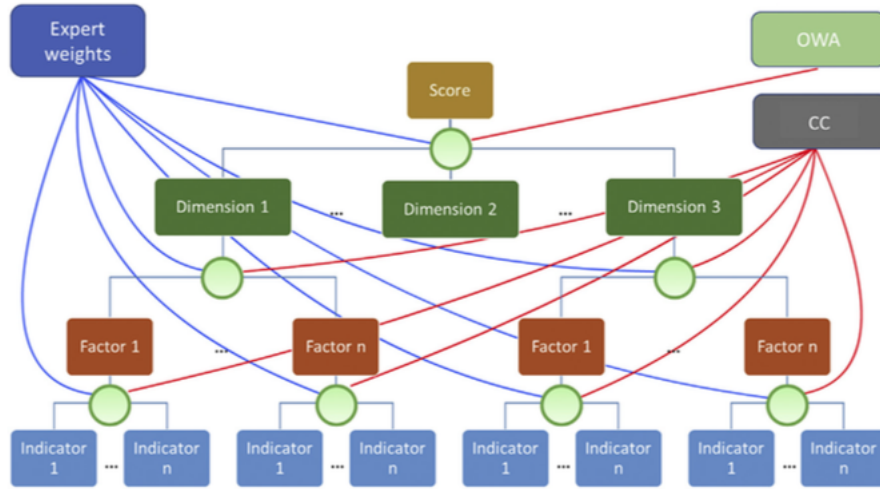 Expert
weights
OWA
Score
CC
Dimension 1
...
Dimension 2
...
Dimension 3
Factor 1
...
Factor n
Factor 1
...
Factor n
Indicator
1
...
Indicator
n
Indicator
1
...
Indicator
n
Indicator
1
...
Indicator
n
Indicator
1
...
Indicator
n